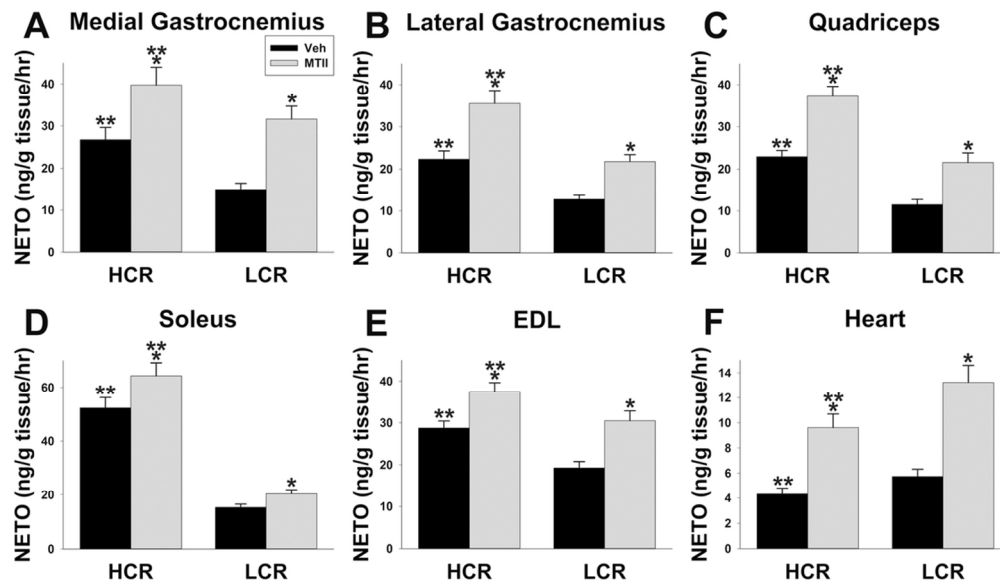 A Medial Gastrocnemius
Veh
MTII
NETO (ng/g tissue/hr)
40
30
20
10
0
** ** * *
HCR LCR
B Lateral Gastrocnemius
NETO (ng/g tissue/hr)
40
30
20
10
0
** ** * *
HCR LCR
C Quadriceps
NETO (ng/g tissue/hr)
40
30
20
10
0
** ** * *
HCR LCR
D Soleus
NETO (ng/g tissue/hr)
60
40
20
0
** ** * *
HCR LCR
E EDL
NETO (ng/g tissue/hr)
40
30
20
10
0
** ** * *
HCR LCR
F Heart
NETO (ng/g tissue/hr)
14
12
10
8
6
4
2
0
** ** * *
HCR LCR